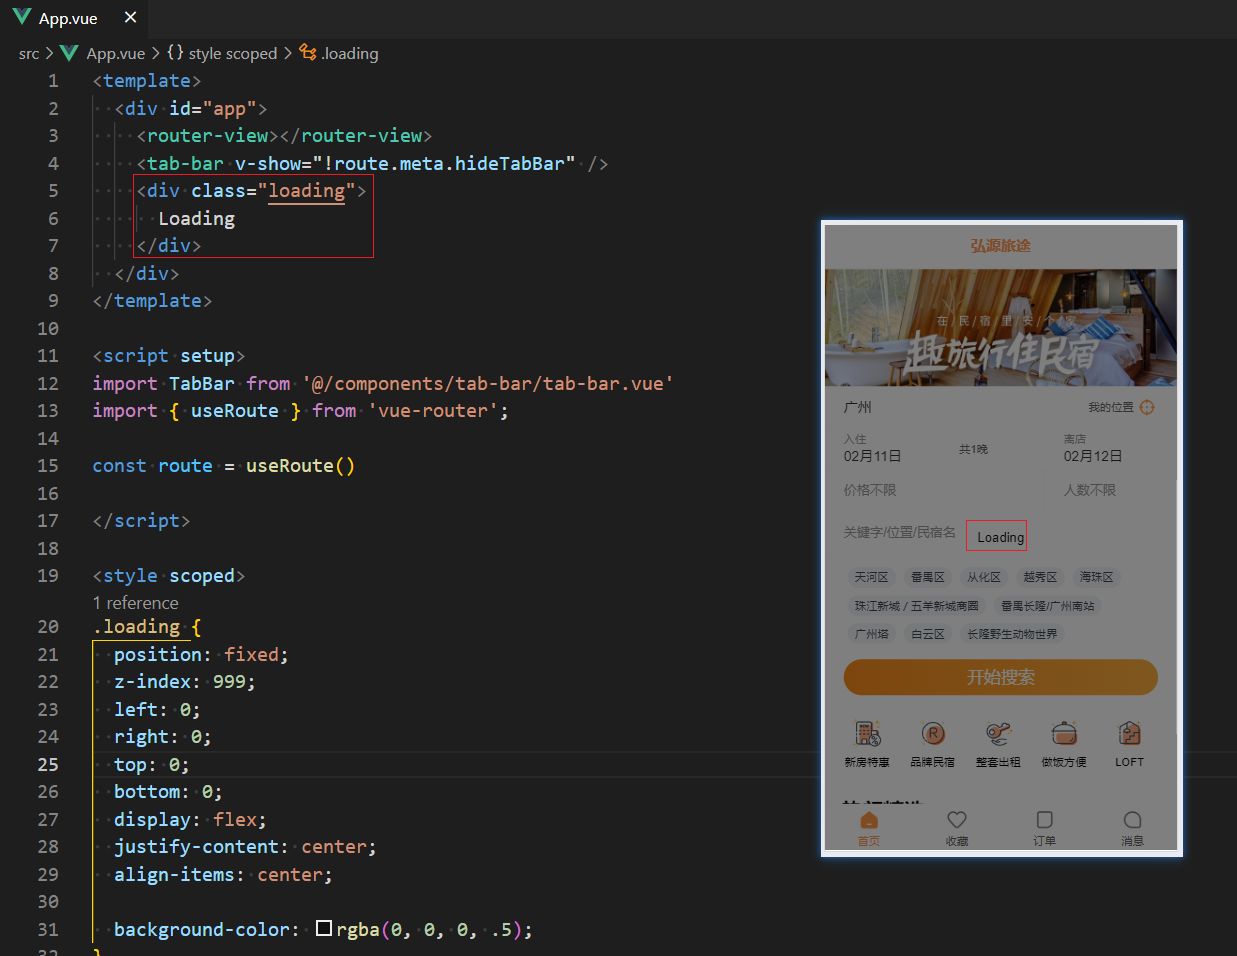 App.vue
src > App.vue > {} style scoped > .loading
1 <template>
2 <div id="app">
3 <router-view></router-view>
4 <tab-bar v-show="!route.meta.hideTabBar" />
5 <div class="loading">
6 Loading
7 </div>
8 </div>
9 </template>
10
11 <script setup>
12 import TabBar from '@/components/tab-bar/tab-bar.vue'
13 import { useRoute } from 'vue-router';
14
15 const route = useRoute()
16
17 </script>
18
19 <style scoped>
1 reference
20 .loading {
21 position: fixed;
22 z-index: 999;
23 left: 0;
24 right: 0;
25 top: 0;
26 bottom: 0;
27 display: flex;
28 justify-content: center;
29 align-items: center;
30
31 background-color: rgba(0, 0, 0, .5);
32 }
弘源旅途
在/民/宿/里/安/个/家
趣旅行住民宿
广州 我的位置
入住 离店
02月11日 共1晚 02月12日
价格不限 人数不限
关键字/位置/民宿名 Loading
天河区 番禺区 从化区 越秀区 海珠区
珠江新城 / 五羊新城商圈 番禺长隆/广州南站
广州塔 白云区 长隆野生动物世界
开始搜索
新房特惠 品牌民宿 整套出租 做饭方便 LOFT
首页 收藏 订单 消息